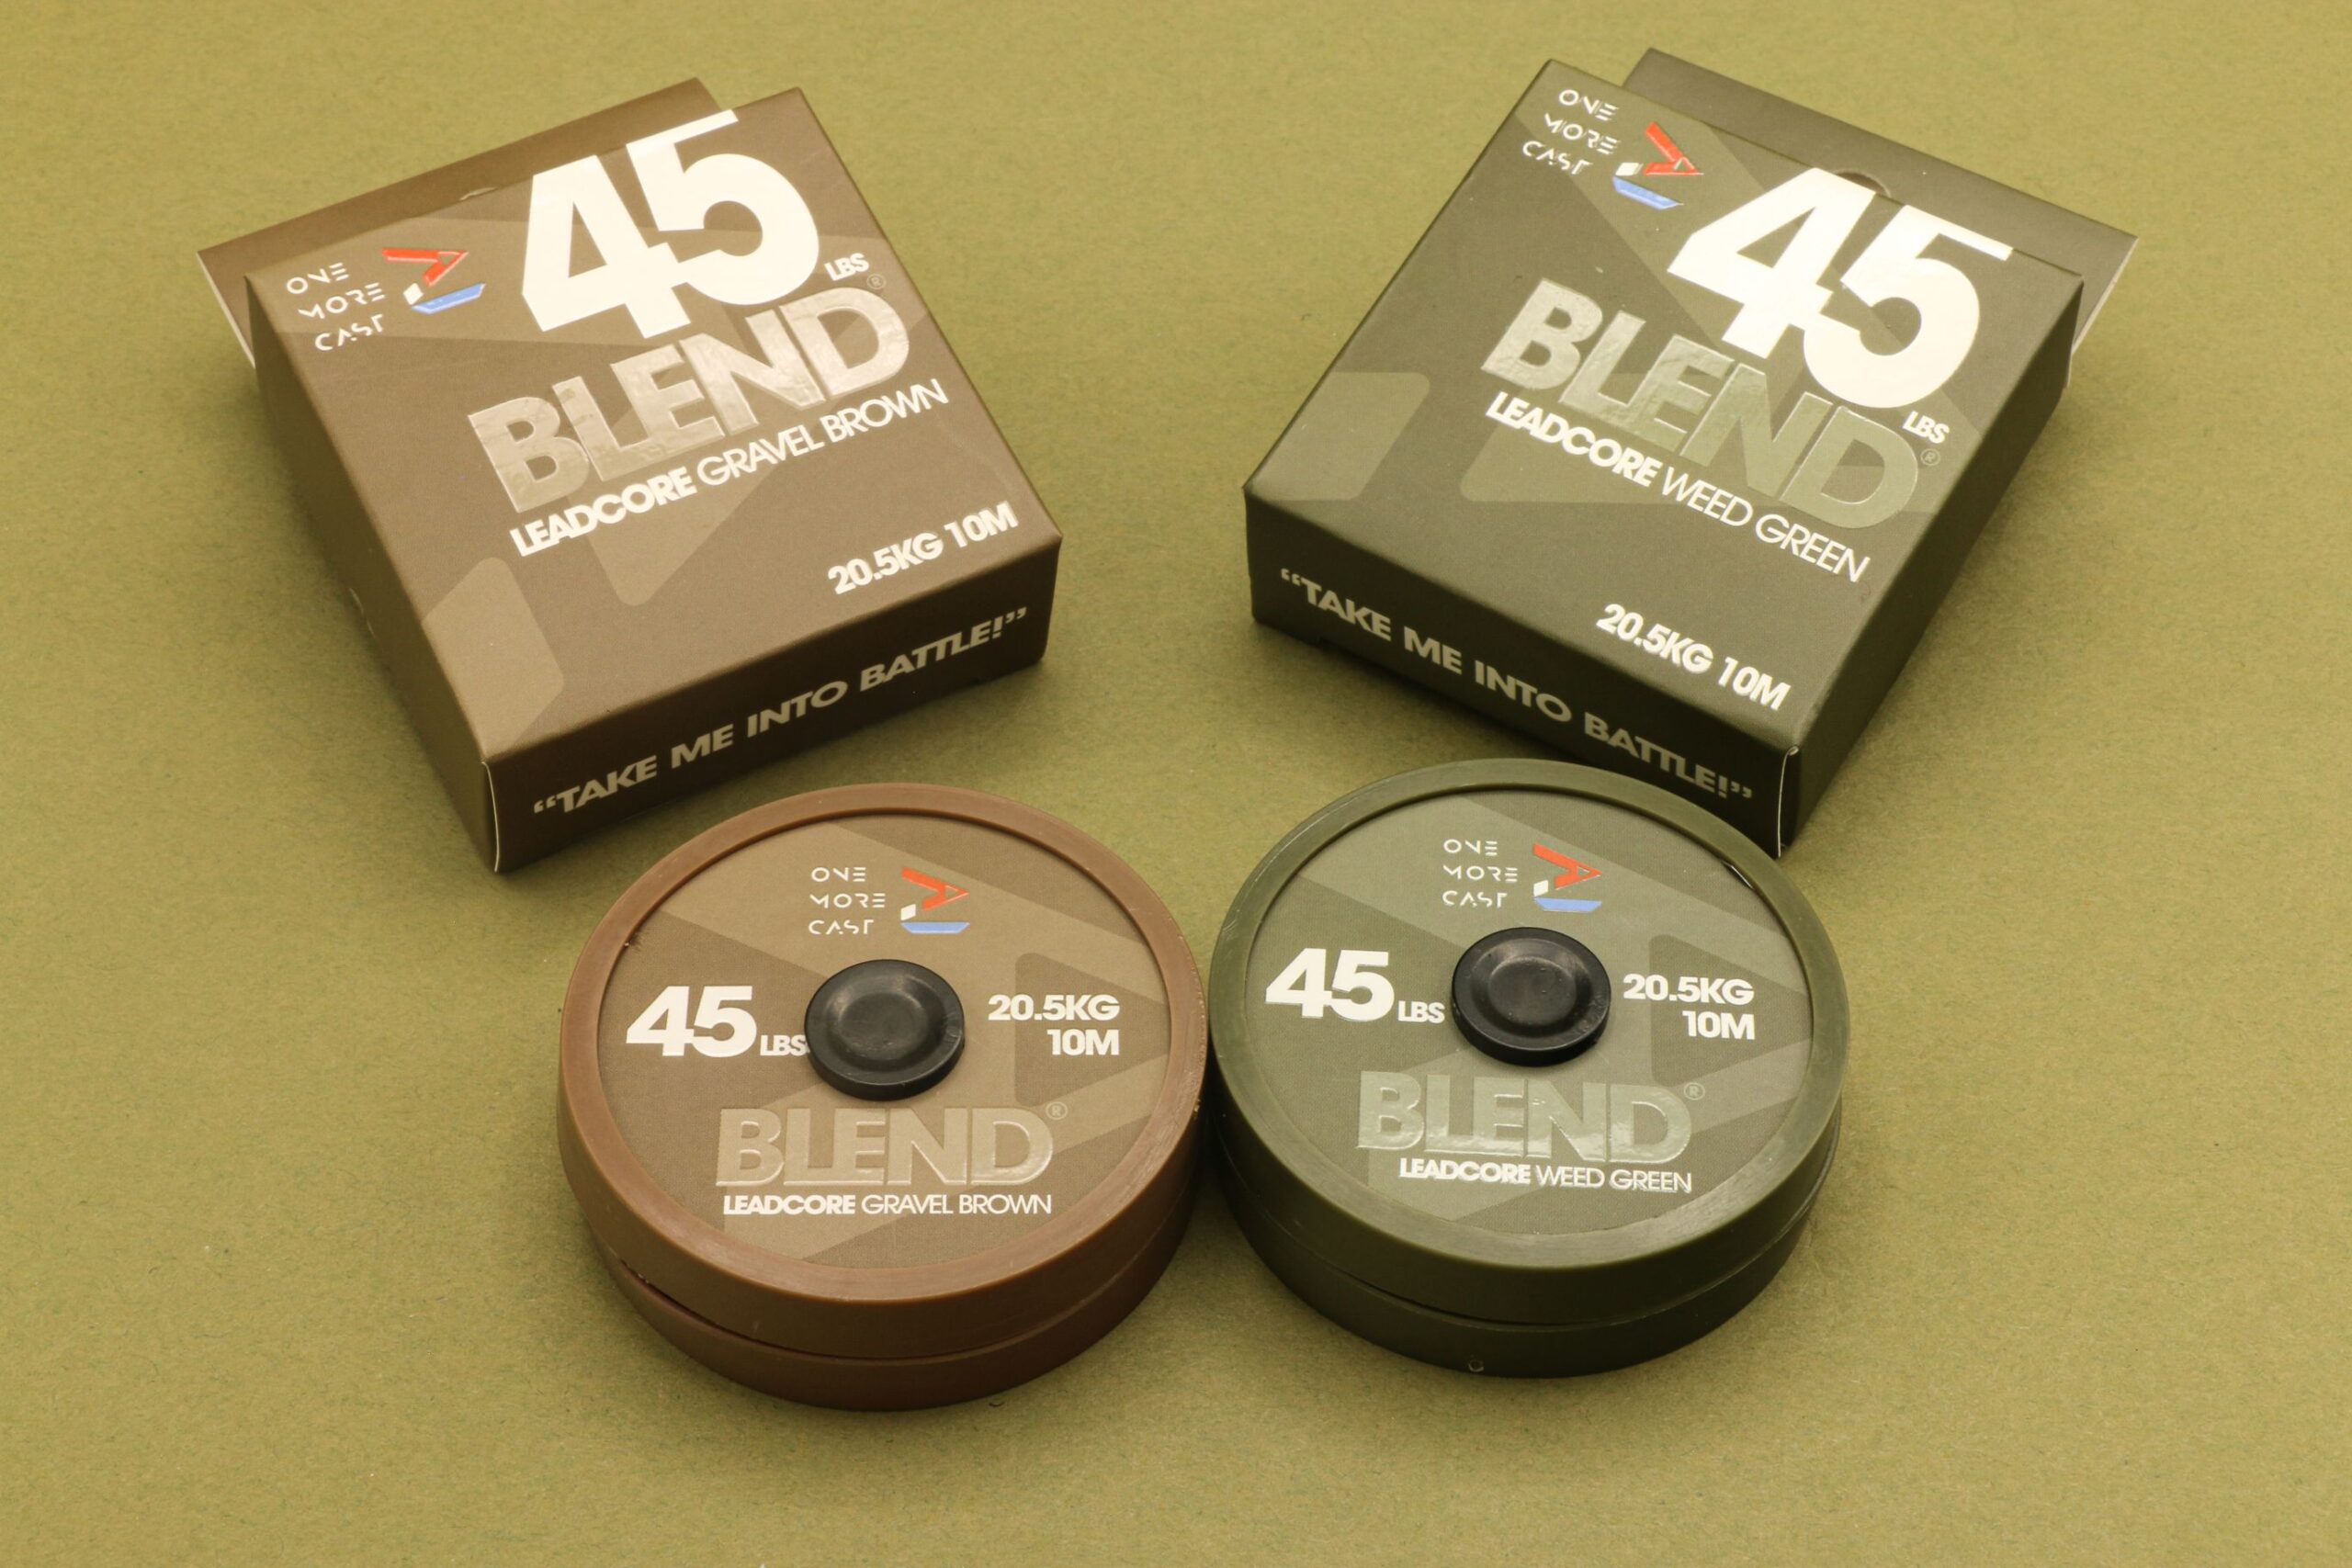 ONE
MORE
CAST
45
LBS
BLEND®
LEADCORE GRAVEL BROWN
20.5KG 10M
“TAKE ME INTO BATTLE!”
ONE
MORE
CAST
45
LBS
BLEND®
LEADCORE WEED GREEN
20.5KG 10M
“TAKE ME INTO BATTLE!”
ONE
MORE
CAST
45 LBS
20.5KG
10M
BLEND®
LEADCORE GRAVEL BROWN
ONE
MORE
CAST
45 LBS
20.5KG
10M
BLEND®
LEADCORE WEED GREEN